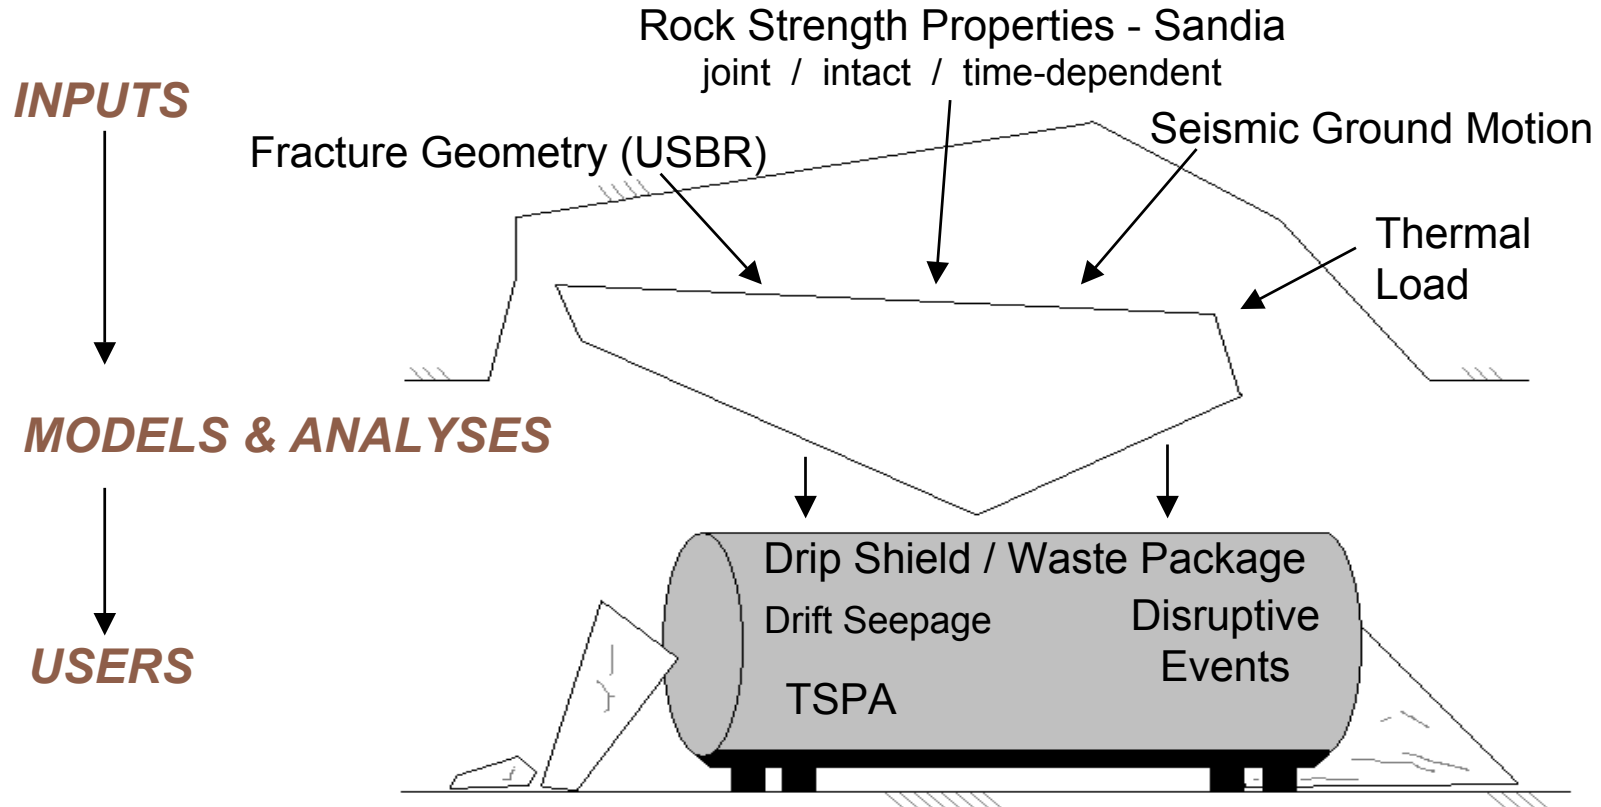 Rock Strength Properties - Sandia
joint / intact / time-dependent
INPUTS
Seismic Ground Motion
Fracture Geometry (USBR)
Thermal
Load
MODELS & ANALYSES
Drip Shield / Waste Package
Drift Seepage
Disruptive
Events
USERS
TSPA